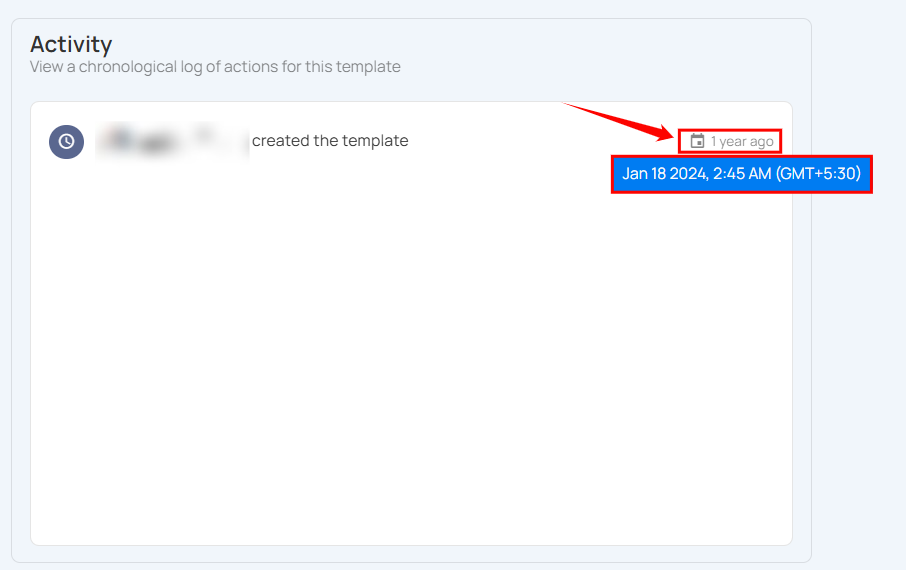 Activity
View a chronological log of actions for this template
created the template
1 year ago
Jan 18 2024, 2:45 AM (GMT+5:30)